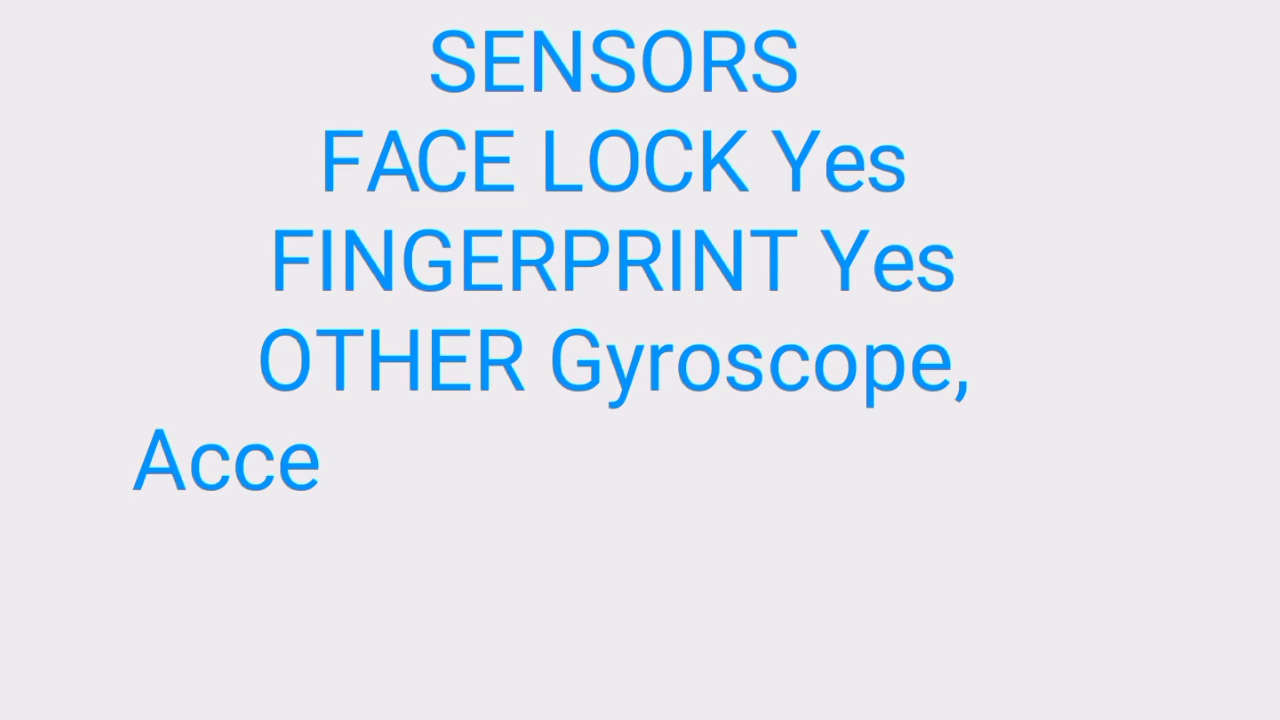 SENSORS
FACE LOCK Yes
FINGERPRINT Yes
OTHER Gyroscope,
Acce